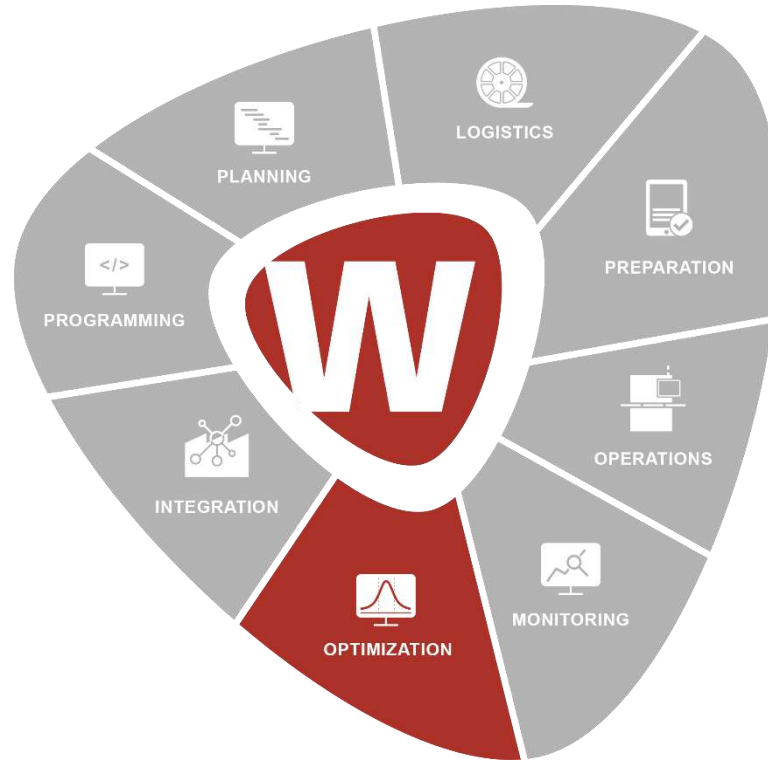 LOGISTICS
PLANNING
PREPARATION
</>
PROGRAMMING
W
OPERATIONS
INTEGRATION
MONITORING
OPTIMIZATION